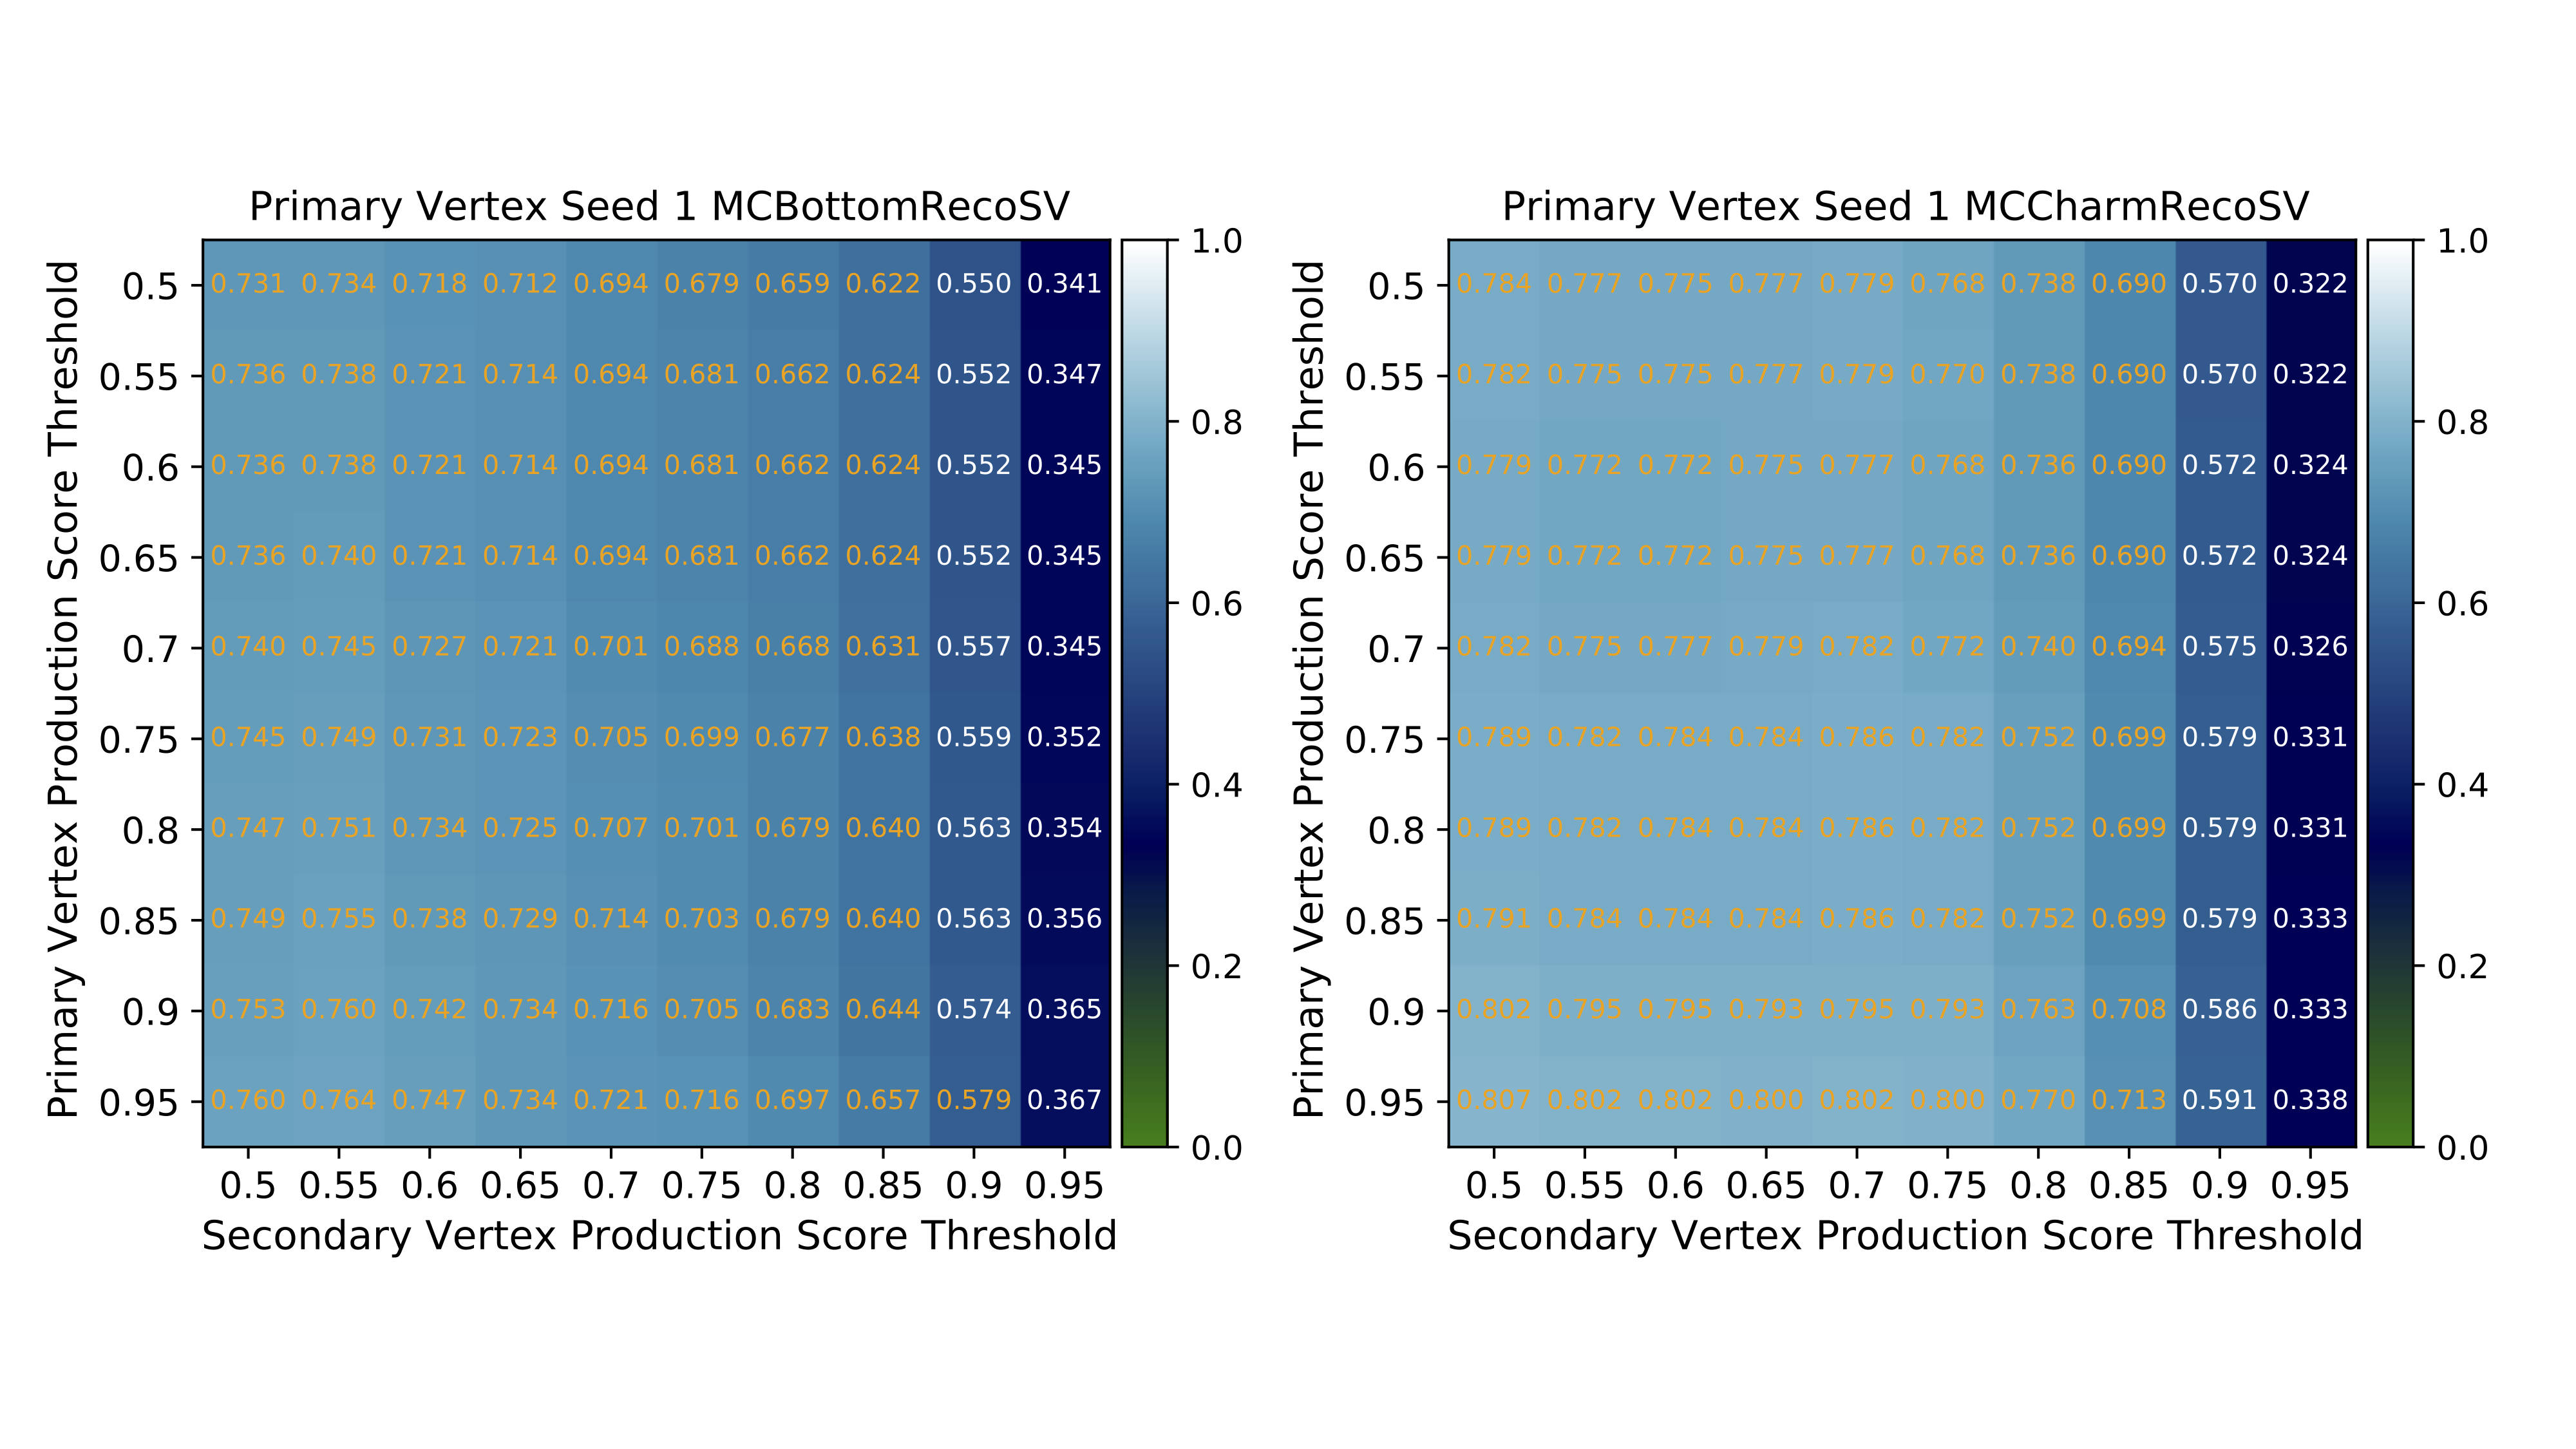 Primary Vertex Seed 1 MCBottomRecoSV
Primary Vertex Production Score Threshold
0.5 0.731 0.734 0.718 0.712 0.694 0.679 0.659 0.622 0.550 0.341
0.55 0.736 0.738 0.721 0.714 0.694 0.681 0.662 0.624 0.552 0.347
0.6 0.736 0.738 0.721 0.714 0.694 0.681 0.662 0.624 0.552 0.345
0.65 0.736 0.740 0.721 0.714 0.694 0.681 0.662 0.624 0.552 0.345
0.7 0.740 0.745 0.727 0.721 0.701 0.688 0.668 0.631 0.557 0.345
0.75 0.745 0.749 0.731 0.723 0.705 0.699 0.677 0.638 0.559 0.352
0.8 0.747 0.751 0.734 0.725 0.707 0.701 0.679 0.640 0.563 0.354
0.85 0.749 0.755 0.738 0.729 0.714 0.703 0.679 0.640 0.563 0.356
0.9 0.753 0.760 0.742 0.734 0.716 0.705 0.683 0.644 0.574 0.365
0.95 0.760 0.764 0.747 0.734 0.721 0.716 0.697 0.657 0.579 0.367
0.5 0.55 0.6 0.65 0.7 0.75 0.8 0.85 0.9 0.95
Secondary Vertex Production Score Threshold
1.0
0.8
0.6
0.4
0.2
0.0
Primary Vertex Seed 1 MCCharmRecoSV
Primary Vertex Production Score Threshold
0.5 0.784 0.777 0.775 0.777 0.779 0.768 0.738 0.690 0.570 0.322
0.55 0.782 0.775 0.775 0.777 0.779 0.770 0.738 0.690 0.570 0.322
0.6 0.779 0.772 0.772 0.775 0.777 0.768 0.736 0.690 0.572 0.324
0.65 0.779 0.772 0.772 0.775 0.777 0.768 0.736 0.690 0.572 0.324
0.7 0.782 0.775 0.777 0.779 0.782 0.772 0.740 0.694 0.575 0.326
0.75 0.789 0.782 0.784 0.784 0.786 0.782 0.752 0.699 0.579 0.331
0.8 0.789 0.782 0.784 0.784 0.786 0.782 0.752 0.699 0.579 0.331
0.85 0.791 0.784 0.784 0.784 0.786 0.782 0.752 0.699 0.579 0.333
0.9 0.802 0.795 0.795 0.793 0.795 0.793 0.763 0.708 0.586 0.333
0.95 0.807 0.802 0.802 0.800 0.802 0.800 0.770 0.713 0.591 0.338
0.5 0.55 0.6 0.65 0.7 0.75 0.8 0.85 0.9 0.95
Secondary Vertex Production Score Threshold
1.0
0.8
0.6
0.4
0.2
0.0